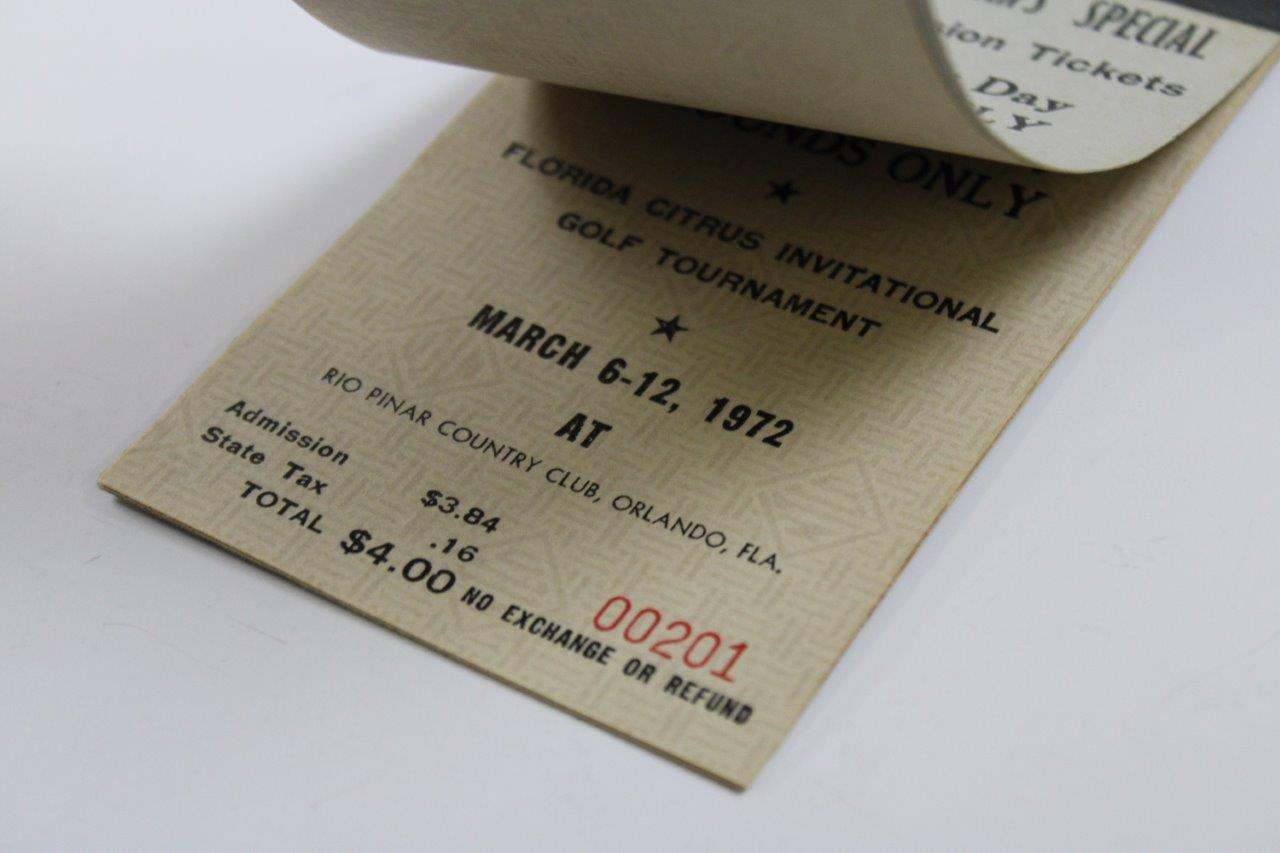 SPECIAL
Tickets
Day
ONLY
FLORIDA CITRUS INVITATIONAL
GOLF TOURNAMENT
MARCH 6-12, 1972
AT
RIO PINAR COUNTRY CLUB, ORLANDO, FLA.
Admission $3.84
State Tax .16
TOTAL $4.00
00201
NO EXCHANGE OR REFUND